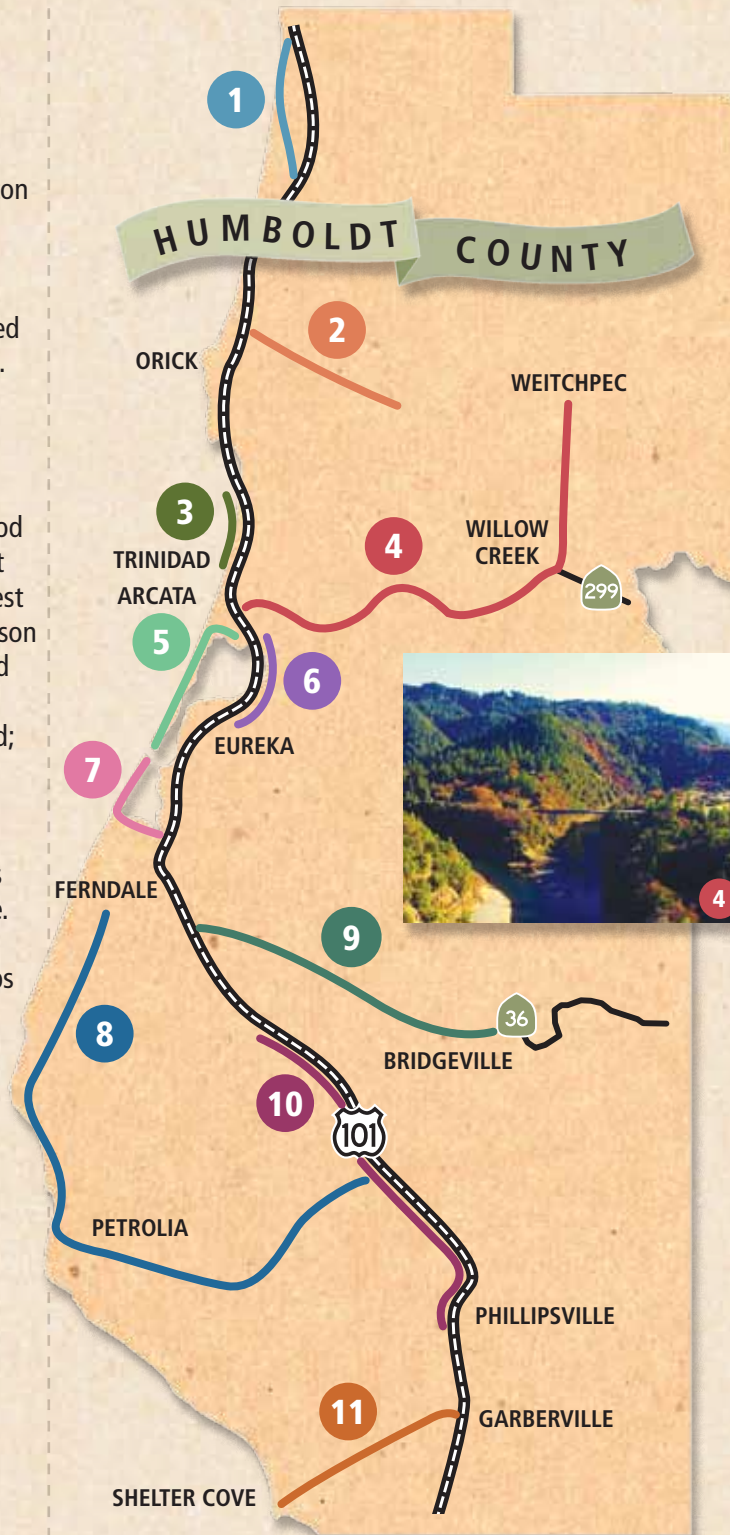 on
ed
.
od
t
est
son
d
d;
s
e.
os
1
HUMBOLDT COUNTY
2
ORICK
WEITCHPEC
3
TRINIDAD
4
WILLOW
CREEK
299
ARCATA
5
6
EUREKA
7
4
FERNDALE
9
36
BRIDGEVILLE
8
10
101
PETROLIA
PHILLIPSVILLE
11
GARBERVILLE
SHELTER COVE